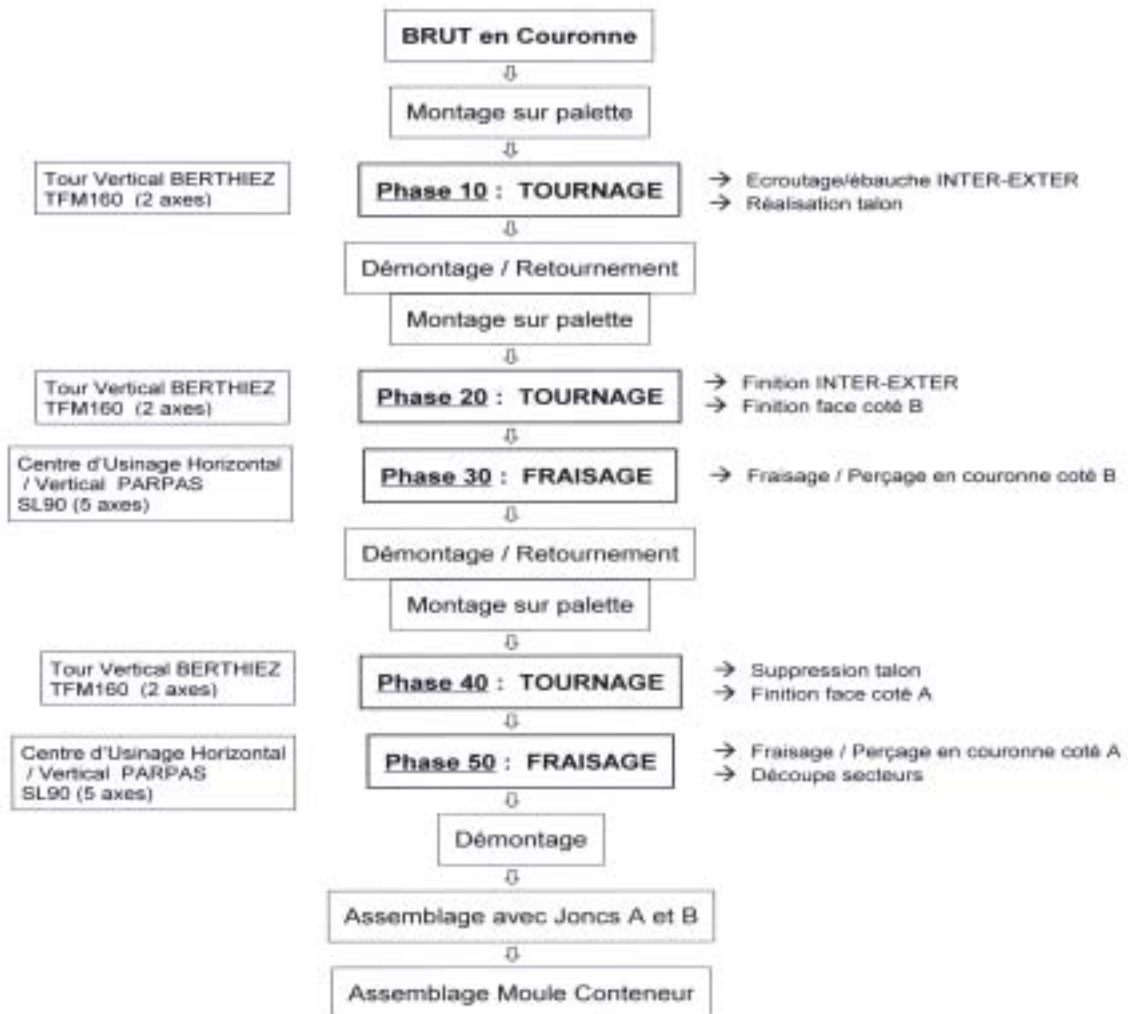 BRUT en Couronne
⇩
Montage sur palette
⇩
Tour Vertical BERTHIEZ
TFM160 (2 axes)
Phase 10 : TOURNAGE
→ Ecroutage/ébauche INTER-EXTER
→ Réalisation talon
⇩
Démontage / Retournement
Montage sur palette
⇩
Tour Vertical BERTHIEZ
TFM160 (2 axes)
Phase 20 : TOURNAGE
→ Finition INTER-EXTER
→ Finition face coté B
⇩
Centre d'Usinage Horizontal
/ Vertical PARPAS
SL90 (5 axes)
Phase 30 : FRAISAGE
→ Fraisage / Perçage en couronne coté B
⇩
Démontage / Retournement
Montage sur palette
⇩
Tour Vertical BERTHIEZ
TFM160 (2 axes)
Phase 40 : TOURNAGE
→ Suppression talon
→ Finition face coté A
⇩
Centre d'Usinage Horizontal
/ Vertical PARPAS
SL90 (5 axes)
Phase 50 : FRAISAGE
→ Fraisage / Perçage en couronne coté A
→ Découpe secteurs
⇩
Démontage
⇩
Assemblage avec Joncs A et B
⇩
Assemblage Moule Conteneur